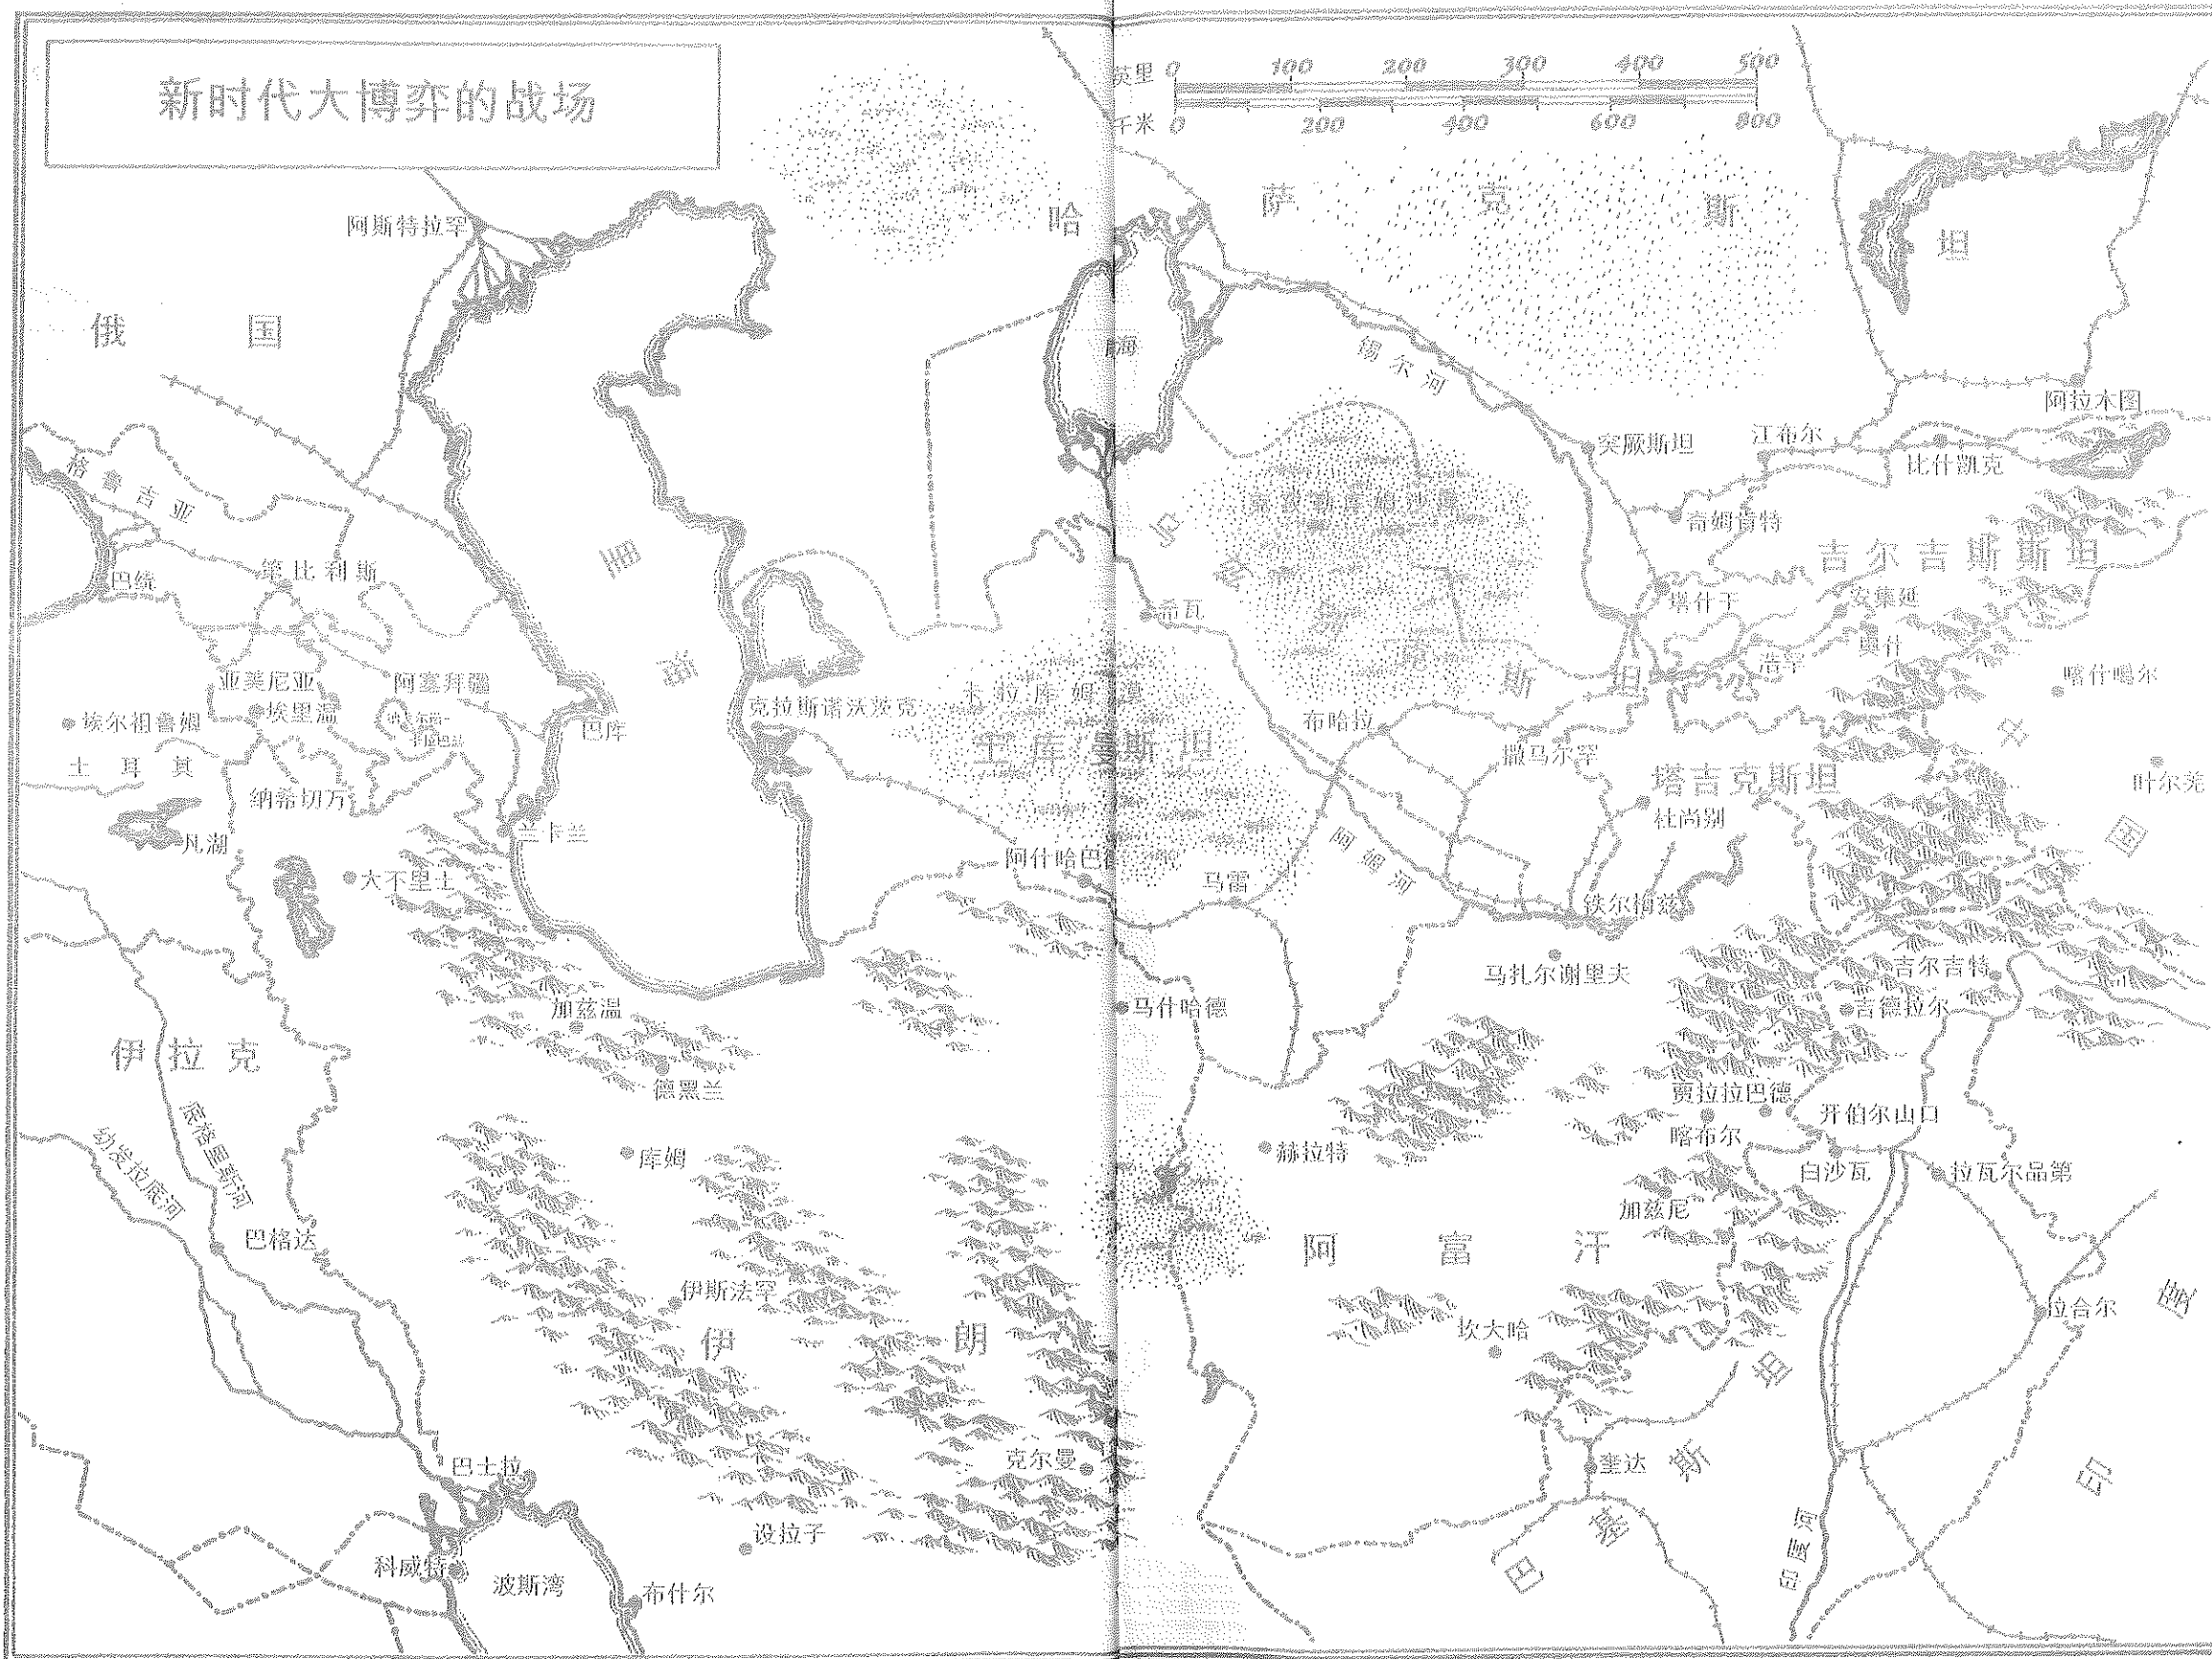 新时代大博弈的战场
英里 0 100 200 300 400 500
千米 0 200 400 600 800
哈萨克斯坦
阿斯特拉罕
俄国
海
锡尔河
阿拉木图
突厥斯坦
江布尔
比什凯克
格鲁吉亚
奇姆肯特
吉尔吉斯斯坦
巴统
第比利斯
里
海
希瓦
塔什干
安集延
奥什
浩罕
喀什噶尔
亚美尼亚
阿塞拜疆
埃尔祖鲁姆
埃里温
巴库
克拉斯诺沃茨克
卡拉库姆沙漠
土库曼斯坦
斯坦
布哈拉
撒马尔罕
塔吉克斯坦
杜尚别
叶尔羌
土耳其
纳希切万
凡湖
兰卡兰
大不里士
阿什哈巴德
马雷
阿姆河
铁尔梅兹
国
马扎尔谢里夫
吉尔吉特
吉德拉尔
加兹温
马什哈德
伊拉克
德黑兰
底格里斯河
幼发拉底河
库姆
赫拉特
贾拉拉巴德
喀布尔
开伯尔山口
白沙瓦
拉瓦尔品第
加兹尼
巴格达
阿富汗
伊斯法罕
伊朗
坎大哈
拉合尔
印度
克尔曼
巴士拉
奎达
巴基斯坦
设拉子
印度河
科威特
波斯湾
布什尔